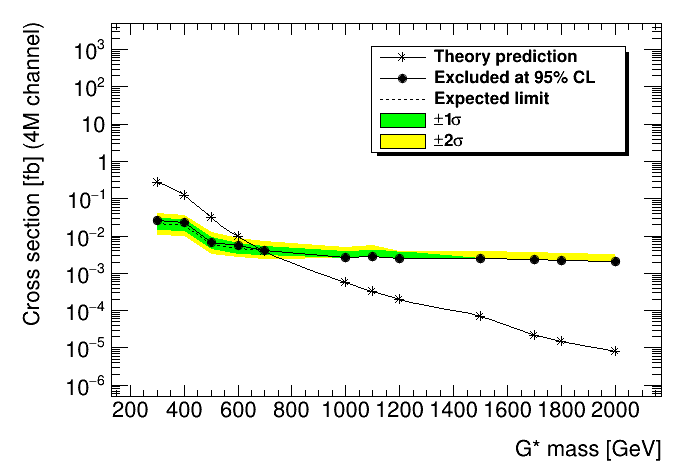 Cross section [fb] (4M channel)
10³
10²
10
1
10⁻¹
10⁻²
10⁻³
10⁻⁴
10⁻⁵
10⁻⁶
Theory prediction
Excluded at 95% CL
Expected limit
±1σ
±2σ
200 400 600 800 1000 1200 1400 1600 1800 2000
G* mass [GeV]